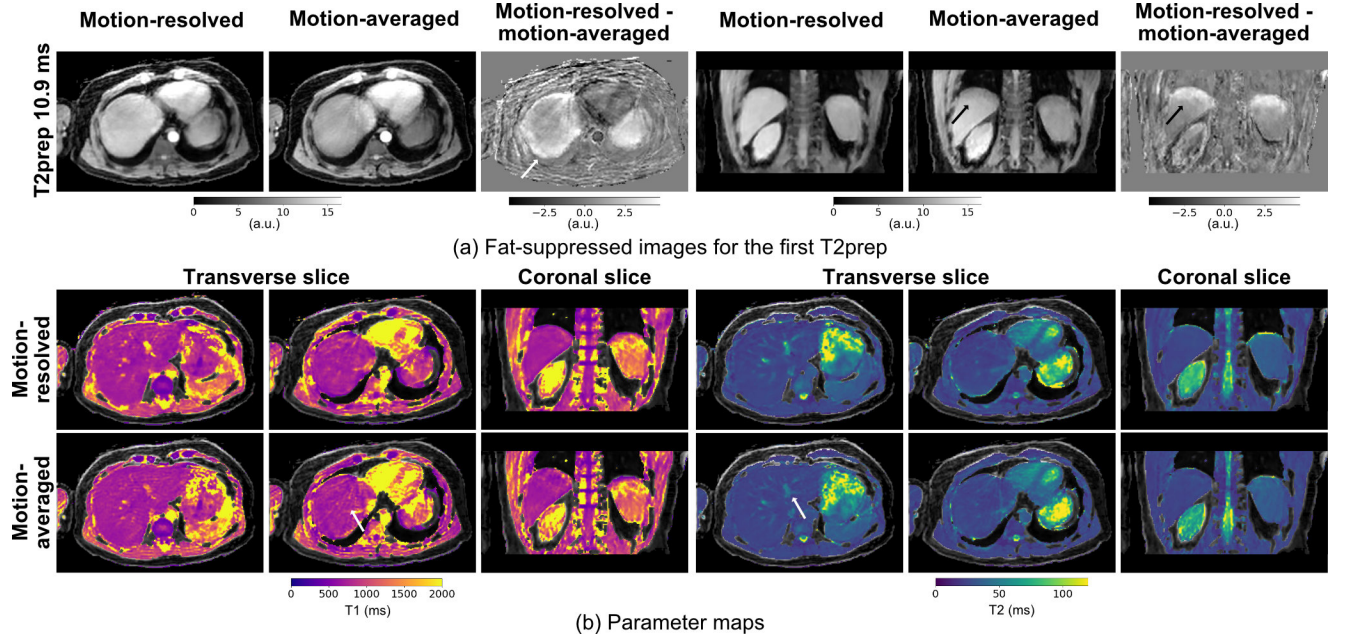 Motion-resolved Motion-averaged Motion-resolved - motion-averaged Motion-resolved Motion-averaged Motion-resolved - motion-averaged
T2prep 10.9 ms
0 5 10 15 −2.5 0.0 2.5 0 5 10 15 −2.5 0.0 2.5
(a.u.) (a.u.) (a.u.) (a.u.)
(a) Fat-suppressed images for the first T2prep
Transverse slice Coronal slice Transverse slice Coronal slice
Motion-
resolved
Motion-
averaged
0 500 1000 1500 2000 0 50 100
T1 (ms) T2 (ms)
(b) Parameter maps